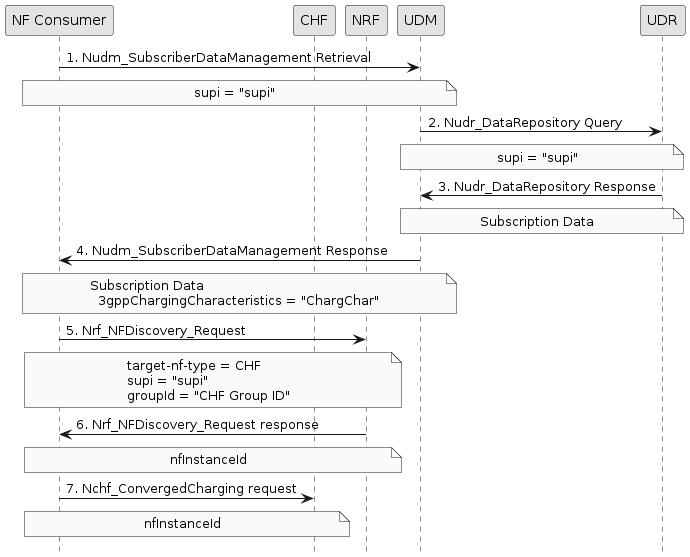 NF Consumer CHF NRF UDM UDR
1. Nudm_SubscriberDataManagement Retrieval
supi = "supi"
2. Nudr_DataRepository Query
supi = "supi"
3. Nudr_DataRepository Response
Subscription Data
4. Nudm_SubscriberDataManagement Response
Subscription Data
3gppChargingCharacteristics = "ChargChar"
5. Nrf_NFDiscovery_Request
target-nf-type = CHF
supi = "supi"
groupId = "CHF Group ID"
6. Nrf_NFDiscovery_Request response
nfInstanceId
7. Nchf_ConvergedCharging request
nfInstanceId